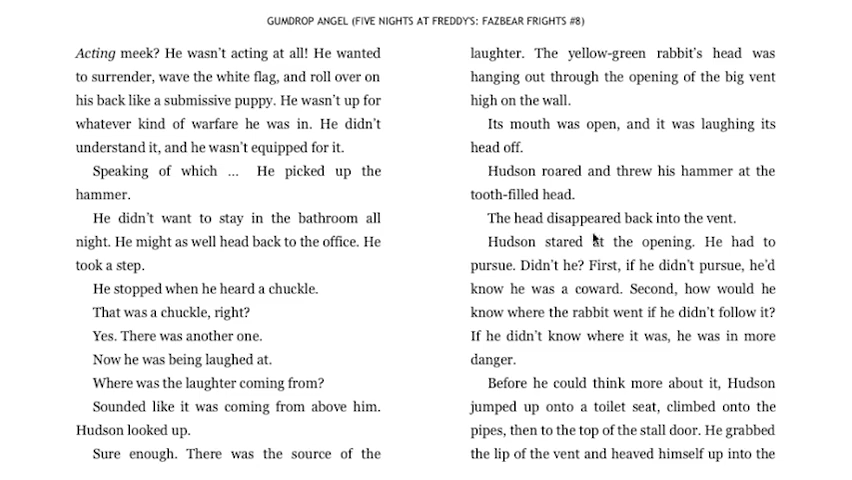 GUMDROP ANGEL (FIVE NIGHTS AT FREDDY'S: FAZBEAR FRIGHTS #8)
Acting meek? He wasn't acting at all! He wanted
to surrender, wave the white flag, and roll over on
his back like a submissive puppy. He wasn't up for
whatever kind of warfare he was in. He didn't
understand it, and he wasn't equipped for it.
Speaking of which ... He picked up the
hammer.
He didn't want to stay in the bathroom all
night. He might as well head back to the office. He
took a step.
He stopped when he heard a chuckle.
That was a chuckle, right?
Yes. There was another one.
Now he was being laughed at.
Where was the laughter coming from?
Sounded like it was coming from above him.
Hudson looked up.
Sure enough. There was the source of the
laughter. The yellow-green rabbit's head was
hanging out through the opening of the big vent
high on the wall.
Its mouth was open, and it was laughing its
head off.
Hudson roared and threw his hammer at the
tooth-filled head.
The head disappeared back into the vent.
Hudson stared at the opening. He had to
pursue. Didn't he? First, if he didn't pursue, he'd
know he was a coward. Second, how would he
know where the rabbit went if he didn't follow it?
If he didn't know where it was, he was in more
danger.
Before he could think more about it, Hudson
jumped up onto a toilet seat, climbed onto the
pipes, then to the top of the stall door. He grabbed
the lip of the vent and heaved himself up into the